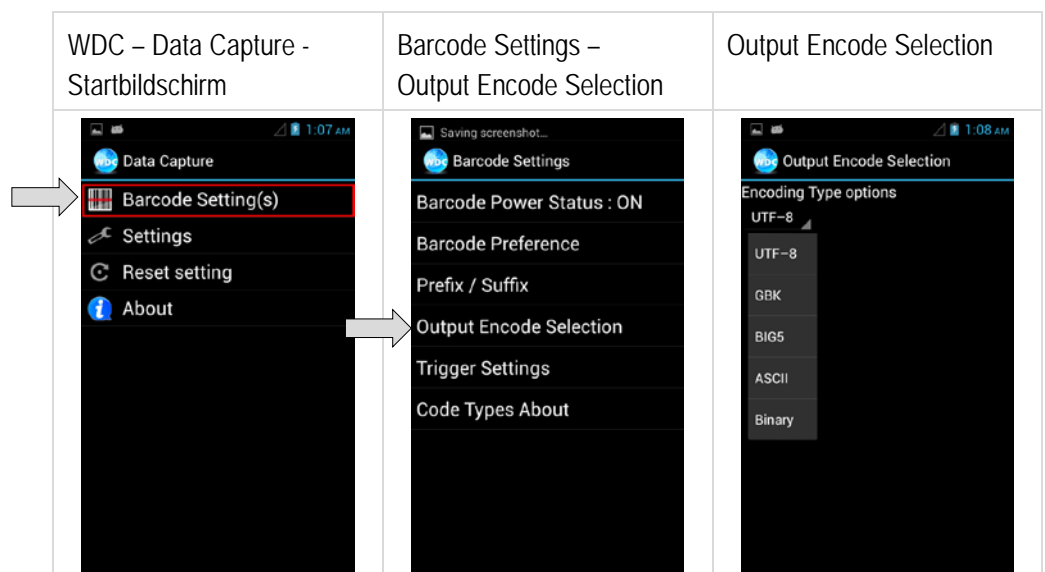 WDC – Data Capture -
Startbildschirm
Barcode Settings –
Output Encode Selection
Output Encode Selection
1:07 AM
wdc Data Capture
Barcode Setting(s)
Settings
Reset setting
i About
Saving screenshot...
wdc Barcode Settings
Barcode Power Status : ON
Barcode Preference
Prefix / Suffix
Output Encode Selection
Trigger Settings
Code Types About
1:08 AM
wdc Output Encode Selection
Encoding Type options
UTF-8
UTF-8
GBK
BIG5
ASCII
Binary